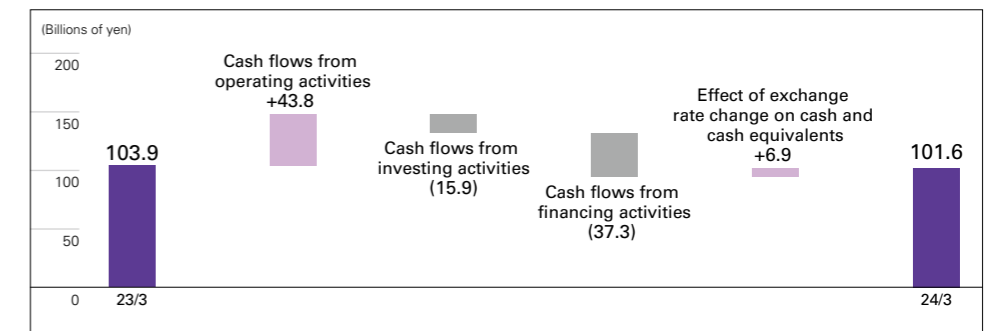 (Billions of yen)
200
150
100
50
0
103.9
23/3
Cash flows from
operating activities
+43.8
Cash flows from
investing activities
(15.9)
Cash flows from
financing activities
(37.3)
Effect of exchange
rate change on cash and
cash equivalents
+6.9
101.6
24/3